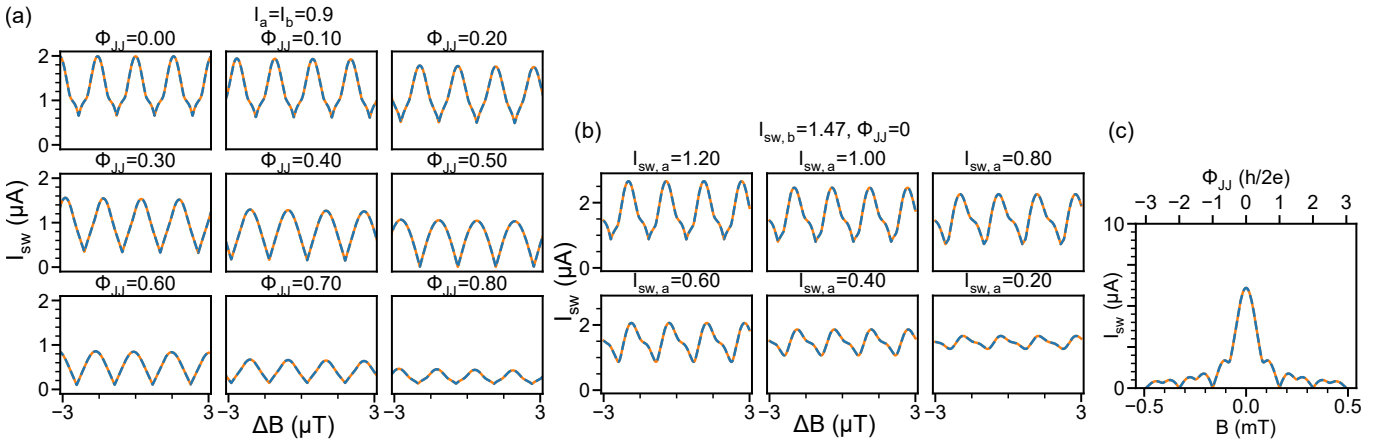 (a)
I_a=I_b=0.9
Φ_JJ=0.00
Φ_JJ=0.10
Φ_JJ=0.20
2
1
0
Φ_JJ=0.30
Φ_JJ=0.40
Φ_JJ=0.50
2
1
0
I_sw (μA)
Φ_JJ=0.60
Φ_JJ=0.70
Φ_JJ=0.80
2
1
0
−3 3
−3 3
−3 3
ΔB (μT)
(b)
I_sw,b=1.47, Φ_JJ=0
I_sw,a=1.20
I_sw,a=1.00
I_sw,a=0.80
2
0
I_sw (μA)
I_sw,a=0.60
I_sw,a=0.40
I_sw,a=0.20
2
0
−3 3
−3 3
−3 3
ΔB (μT)
(c)
Φ_JJ (h/2e)
−3 −2 −1 0 1 2 3
10
0
I_sw (μA)
−0.5 0.0 0.5
B (mT)